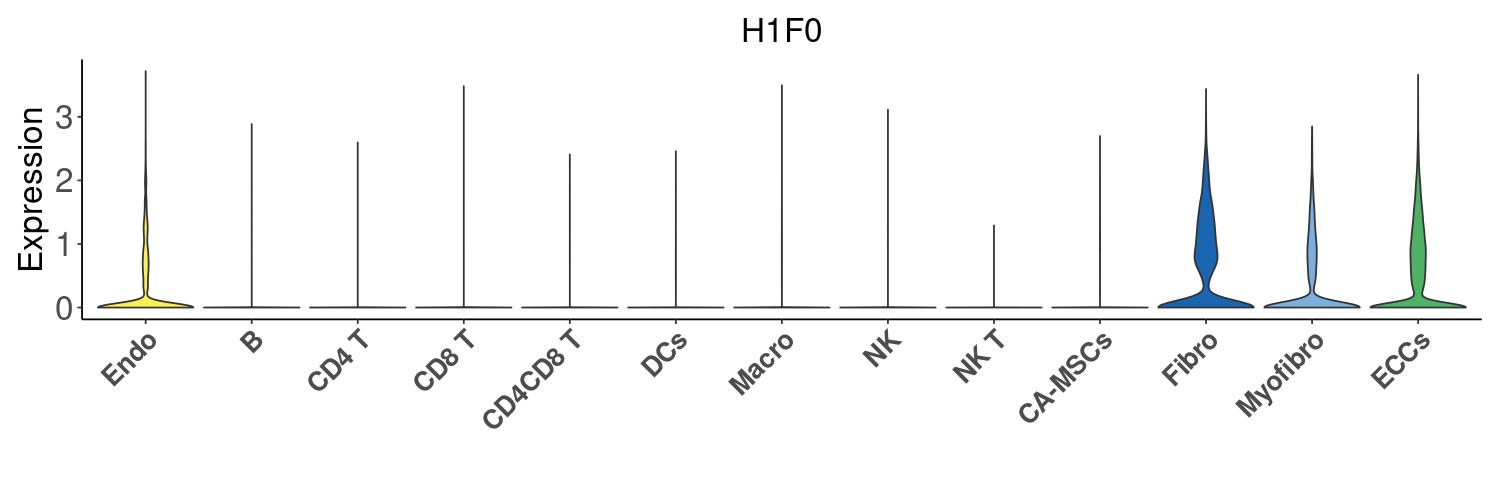 H1F0
Expression
3
2
1
0
Endo
B
CD4 T
CD8 T
CD4CD8 T
DCs
Macro
NK
NK T
CA-MSCs
Fibro
Myofibro
ECCs